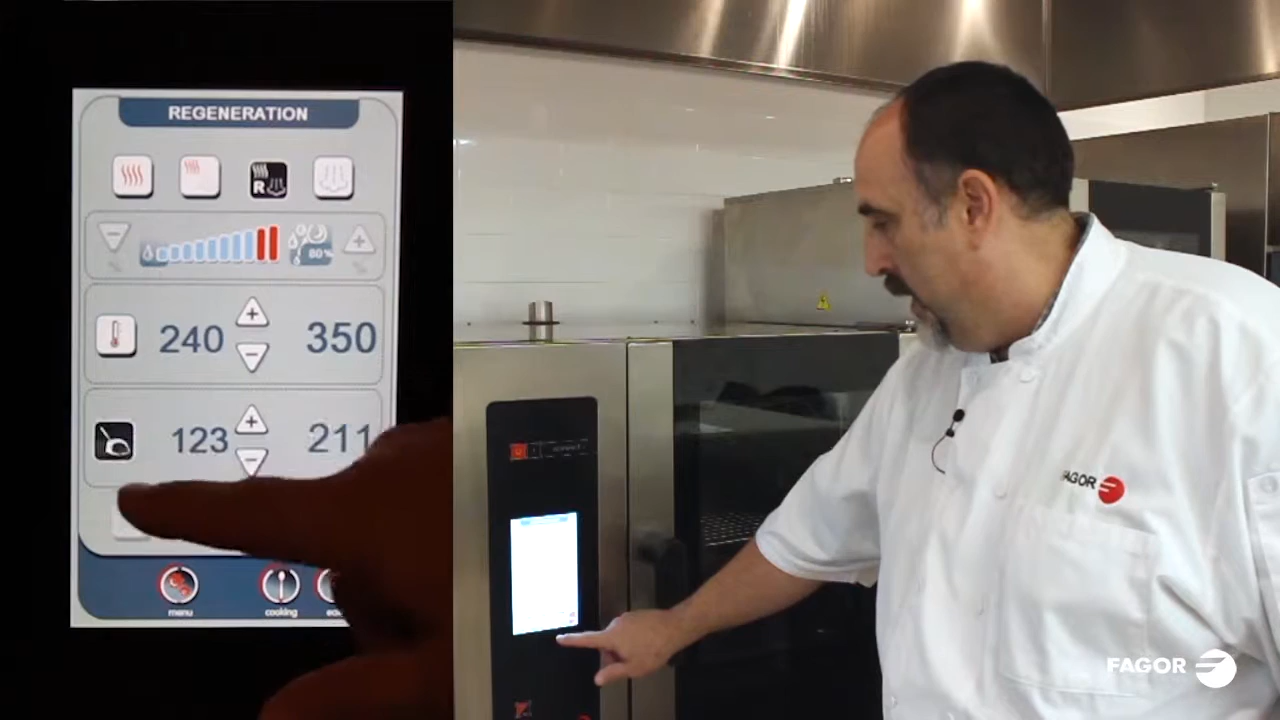 REGENERATION
R
80%
%
%
240
350
123
211
menu
cooking
FAGOR
FAGOR